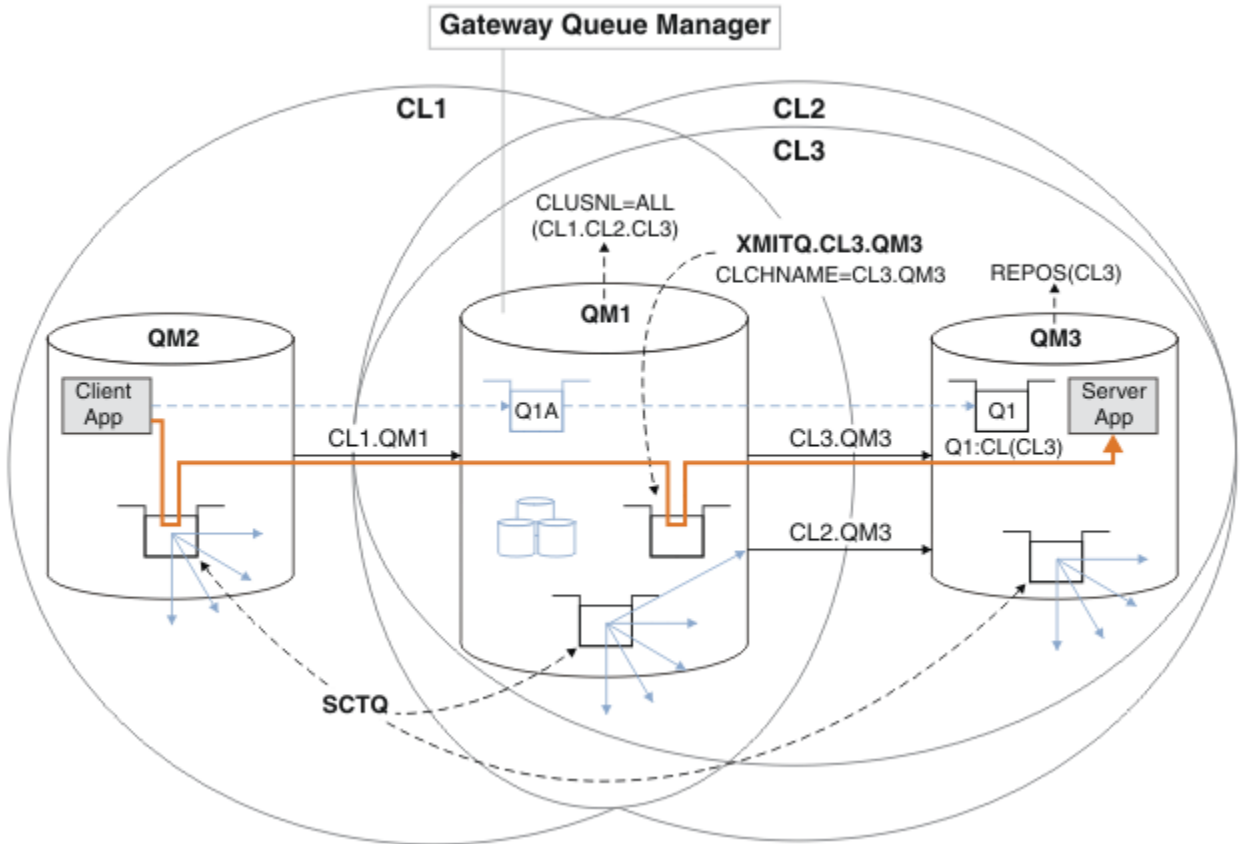 Gateway Queue Manager
CL1
CL2
CL3
CLUSNL=ALL
(CL1.CL2.CL3)
XMITQ.CL3.QM3
CLCHNAME=CL3.QM3
REPOS(CL3)
QM2
QM1
QM3
Client
App
Q1A
Q1
Server
App
CL1.QM1
CL3.QM3
Q1:CL(CL3)
CL2.QM3
SCTQ